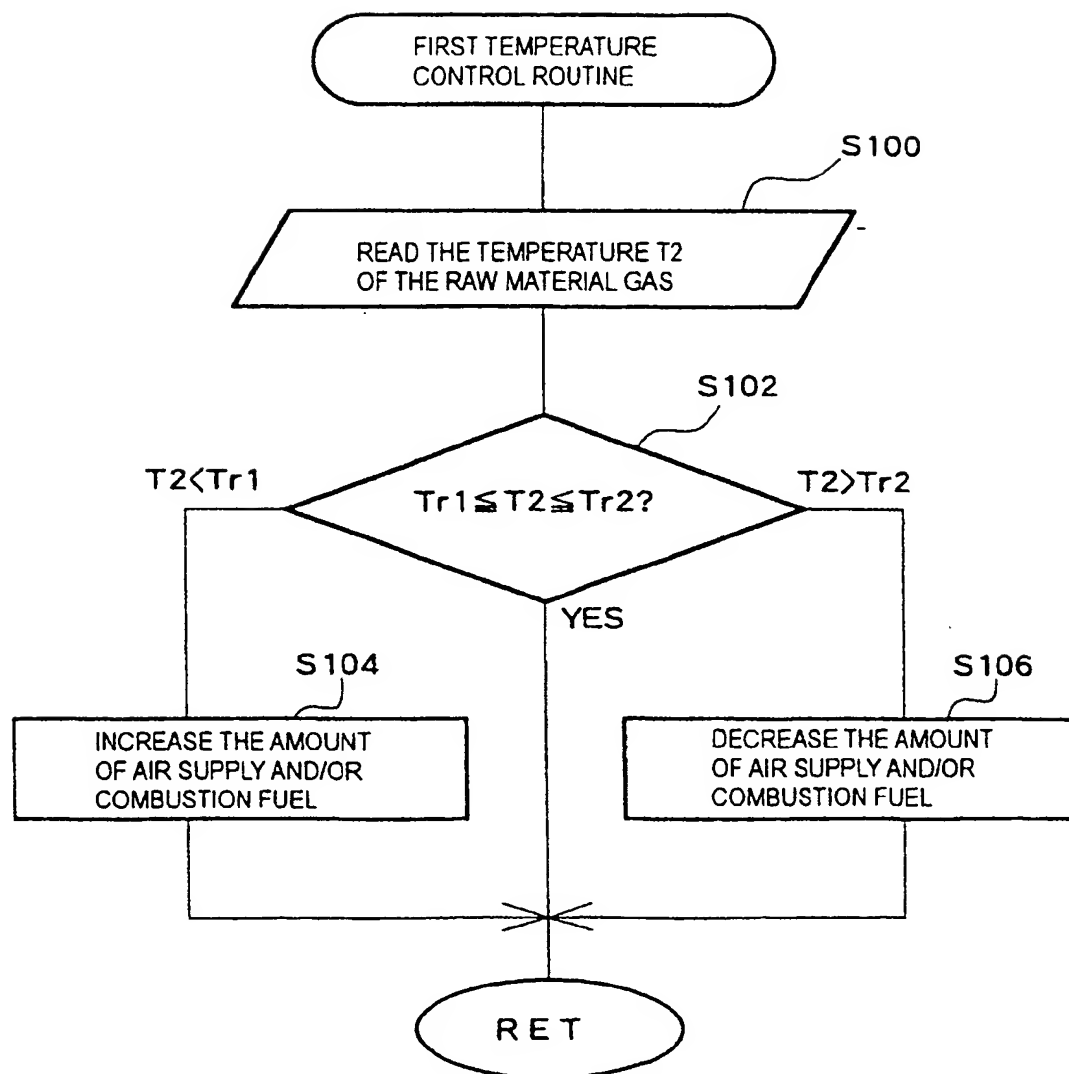 FIRST TEMPERATURE
CONTROL ROUTINE
S100
READ THE TEMPERATURE T2
OF THE RAW MATERIAL GAS
S102
T2<Tr1
Tr1≦T2≦Tr2?
T2>Tr2
YES
S104
S106
INCREASE THE AMOUNT
OF AIR SUPPLY AND/OR
COMBUSTION FUEL
DECREASE THE AMOUNT
OF AIR SUPPLY AND/OR
COMBUSTION FUEL
RET